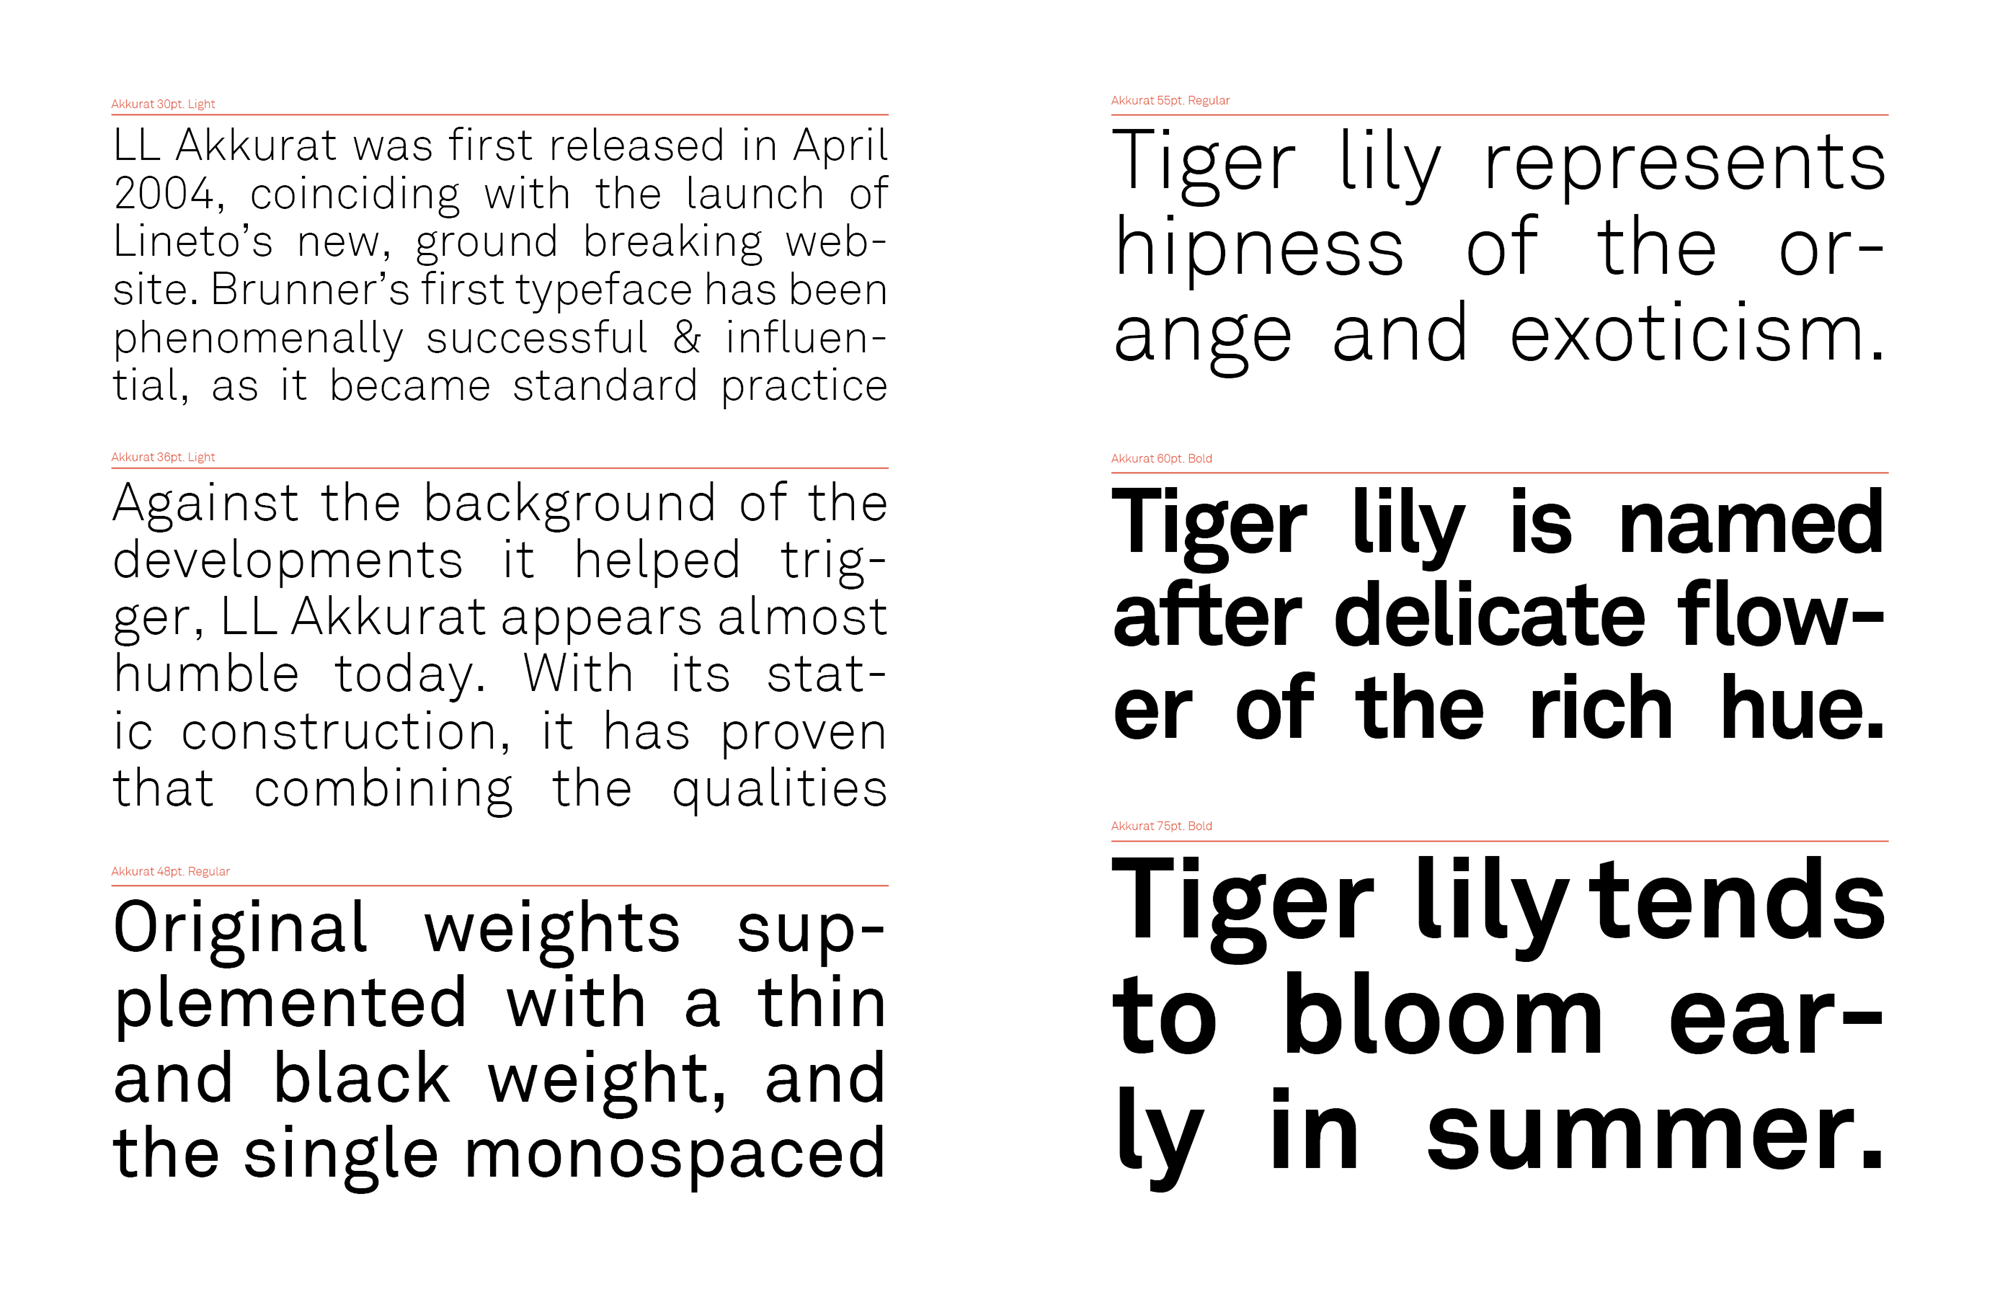 Akkurat 30pt. Light
LL Akkurat was first released in April
2004, coinciding with the launch of
Lineto’s new, ground breaking web-
site. Brunner’s first typeface has been
phenomenally successful & influen-
tial, as it became standard practice
Akkurat 36pt. Light
Against the background of the
developments it helped trig-
ger, LL Akkurat appears almost
humble today. With its stat-
ic construction, it has proven
that combining the qualities
Akkurat 48pt. Regular
Original weights sup-
plemented with a thin
and black weight, and
the single monospaced
Akkurat 55pt. Regular
Tiger lily represents
hipness of the or-
ange and exoticism.
Akkurat 60pt. Bold
Tiger lily is named
after delicate flow-
er of the rich hue.
Akkurat 75pt. Bold
Tiger lily tends
to bloom ear-
ly in summer.